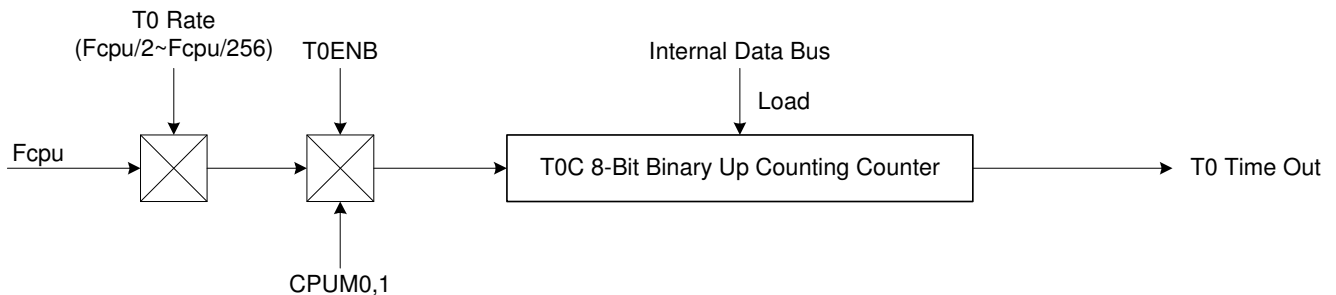 T0 Rate
(Fcpu/2~Fcpu/256)
T0ENB
Internal Data Bus
Load
Fcpu
T0C 8-Bit Binary Up Counting Counter
T0 Time Out
CPUM0,1